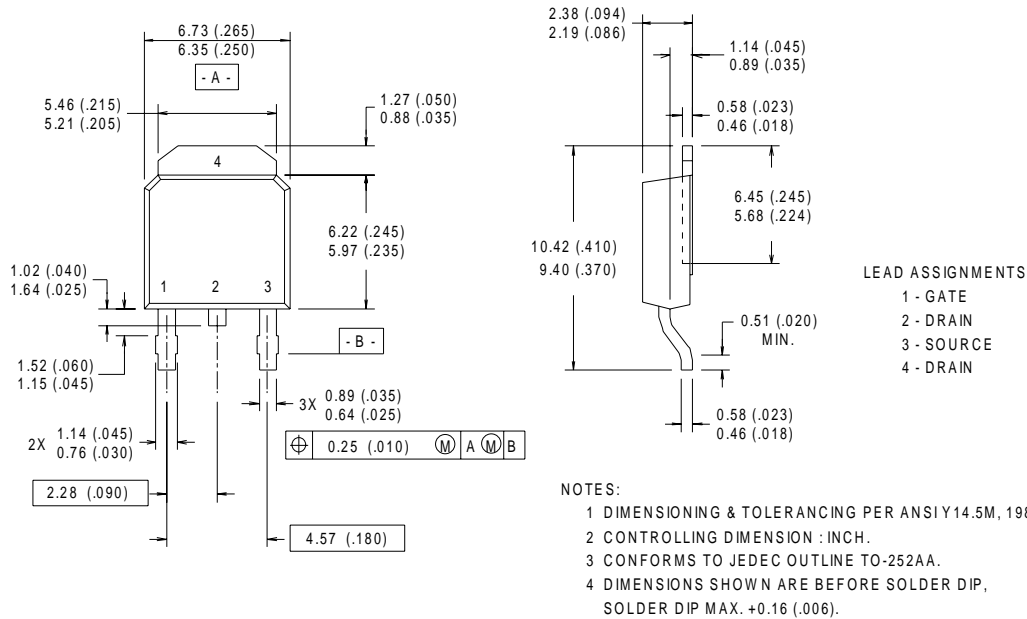 6.73 (.265)
6.35 (.250)
- A -
5.46 (.215)
5.21 (.205)
1.27 (.050)
0.88 (.035)
4
6.22 (.245)
5.97 (.235)
1.02 (.040)
1.64 (.025)
1 2 3
- B -
1.52 (.060)
1.15 (.045)
3X 0.89 (.035)
0.64 (.025)
2X 1.14 (.045)
0.76 (.030)
⌖ 0.25 (.010) Ⓜ A Ⓜ B
2.28 (.090)
4.57 (.180)
2.38 (.094)
2.19 (.086)
1.14 (.045)
0.89 (.035)
0.58 (.023)
0.46 (.018)
6.45 (.245)
5.68 (.224)
10.42 (.410)
9.40 (.370)
0.51 (.020)
MIN.
0.58 (.023)
0.46 (.018)
LEAD ASSIGNMENTS
1 - GATE
2 - DRAIN
3 - SOURCE
4 - DRAIN
NOTES:
1 DIMENSIONING & TOLERANCING PER ANSI Y14.5M, 198
2 CONTROLLING DIMENSION : INCH.
3 CONFORMS TO JEDEC OUTLINE TO-252AA.
4 DIMENSIONS SHOWN ARE BEFORE SOLDER DIP,
SOLDER DIP MAX. +0.16 (.006).